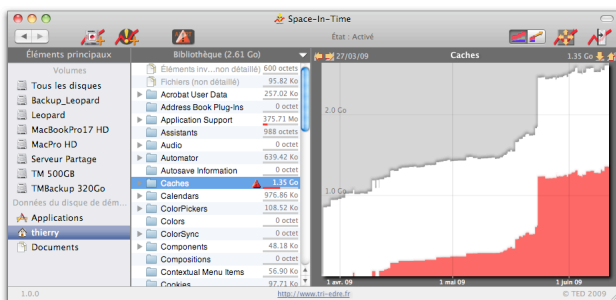 Space-In-Time
État : Activé
Éléments principaux
Volumes
Tous les disques
Backup_Leopard
Leopard
MacBookPro17 HD
MacPro HD
Serveur Partage
TM 500GB
TMBackup 320Go
Données du disque de dém...
Applications
thierry
Documents
Bibliothèque (2.61 Go)
Éléments inv...non détaillé) 600 octets
Fichiers (non détaillé) 95.82 Ko
Acrobat User Data 257.02 Ko
Address Book Plug-Ins 0 octet
Application Support 375.71 Mo
Assistants 988 octets
Audio 0 octet
Automator 639.42 Ko
Autosave Information 0 octet
Caches 1.35 Go
Calendars 976.86 Ko
ColorPickers 108.52 Ko
Colors 0 octet
ColorSync 0 octet
Components 48.18 Ko
Compositions 0 octet
Contextual Menu Items 56.90 Ko
Cookies 97.71 Ko
27/03/09 Caches 1.35 Go
2.0 Go
1.0 Go
1 avr. 09 1 mai 09 1 juin 09
1.0.0 http://www.tri-edre.fr © TED 2009